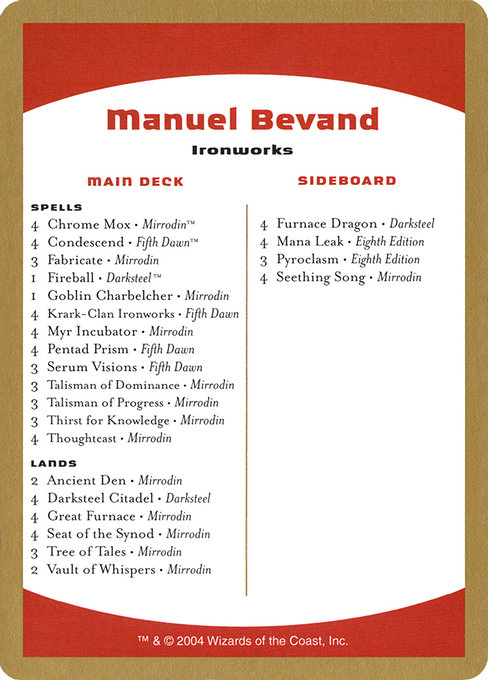 Manuel Bevand
Ironworks
MAIN DECK
SPELLS
4 Chrome Mox • Mirrodin™
4 Condescend • Fifth Dawn™
3 Fabricate • Mirrodin
1 Fireball • Darksteel™
1 Goblin Charbelcher • Mirrodin
4 Krark-Clan Ironworks • Fifth Dawn
4 Myr Incubator • Mirrodin
4 Pentad Prism • Fifth Dawn
3 Serum Visions • Fifth Dawn
3 Talisman of Dominance • Mirrodin
3 Talisman of Progress • Mirrodin
3 Thirst for Knowledge • Mirrodin
4 Thoughtcast • Mirrodin
LANDS
2 Ancient Den • Mirrodin
4 Darksteel Citadel • Darksteel
4 Great Furnace • Mirrodin
4 Seat of the Synod • Mirrodin
3 Tree of Tales • Mirrodin
2 Vault of Whispers • Mirrodin
SIDEBOARD
4 Furnace Dragon • Darksteel
4 Mana Leak • Eighth Edition
3 Pyroclasm • Eighth Edition
4 Seething Song • Mirrodin
™ & © 2004 Wizards of the Coast, Inc.